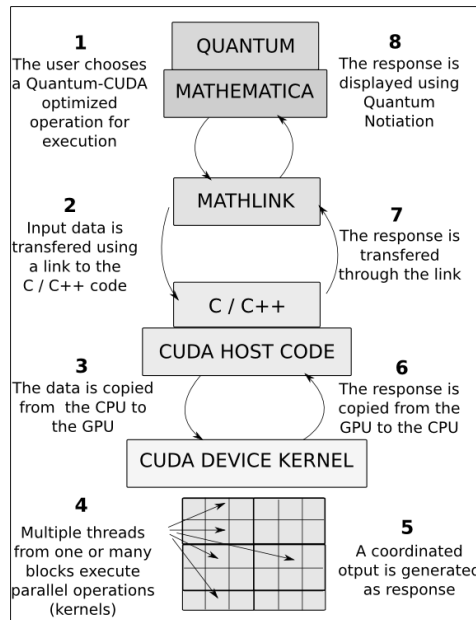 1
The user chooses
a Quantum-CUDA
optimized
operation for
execution
QUANTUM
MATHEMATICA
8
The response is
displayed using
Quantum
Notiation
2
Input data is
transfered using
a link to the
C / C++ code
MATHLINK
7
The response is
transfered
through the link
C / C++
CUDA HOST CODE
3
The data is copied
from the CPU to
the GPU
6
The response is
copied from the
GPU to the CPU
CUDA DEVICE KERNEL
4
Multiple threads
from one or many
blocks execute
parallel operations
(kernels)
5
A coordinated
otput is generated
as response